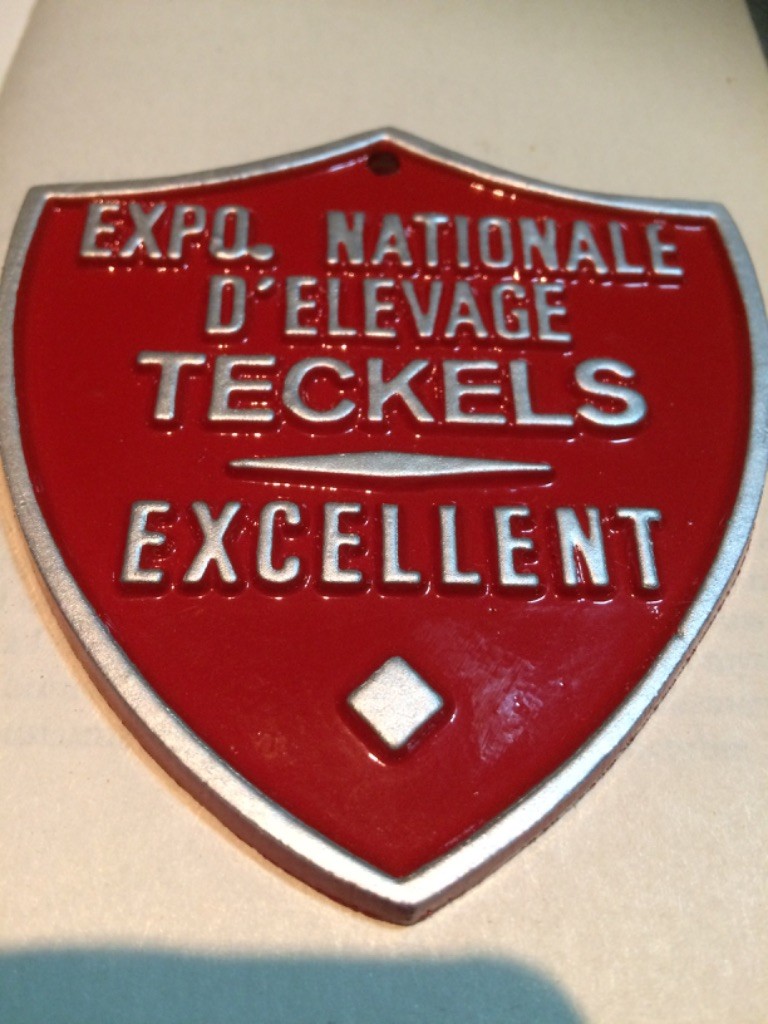 EXPO. NATIONALE
D'ELEVAGE
TECKELS
EXCELLENT